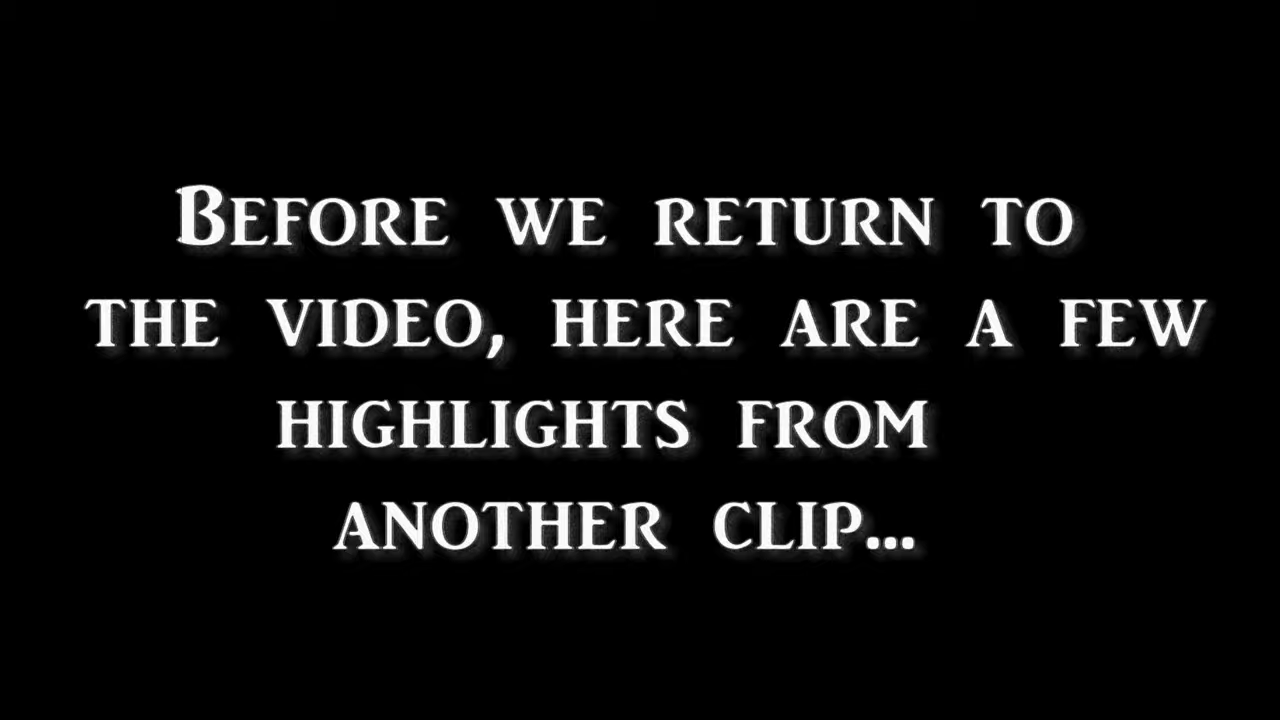 Before we return to
the video, here are a few
highlights from
another clip...